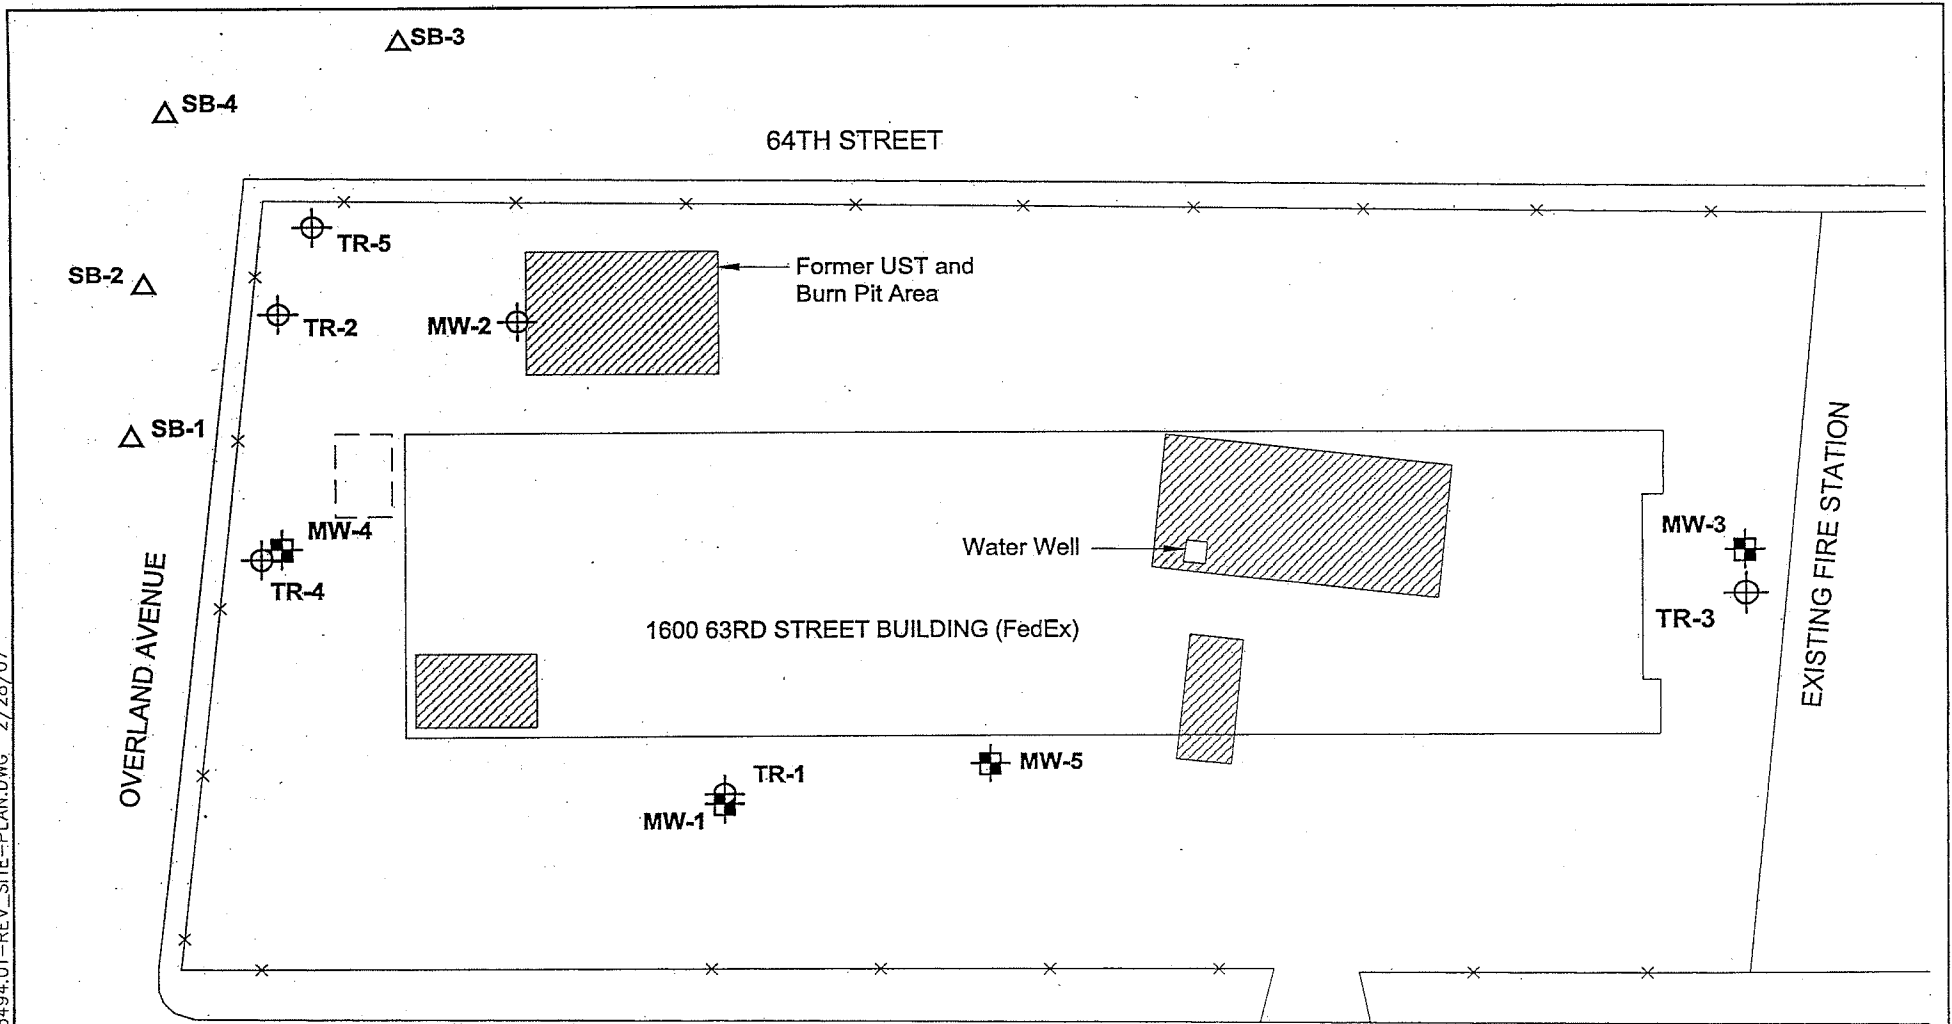 SB-3
SB-4
64TH STREET
TR-5
SB-2
Former UST and
Burn Pit Area
TR-2
MW-2
SB-1
MW-4
MW-3
Water Well
TR-4
TR-3
1600 63RD STREET BUILDING (FedEx)
OVERLAND AVENUE
EXISTING FIRE STATION
MW-5
TR-1
MW-1